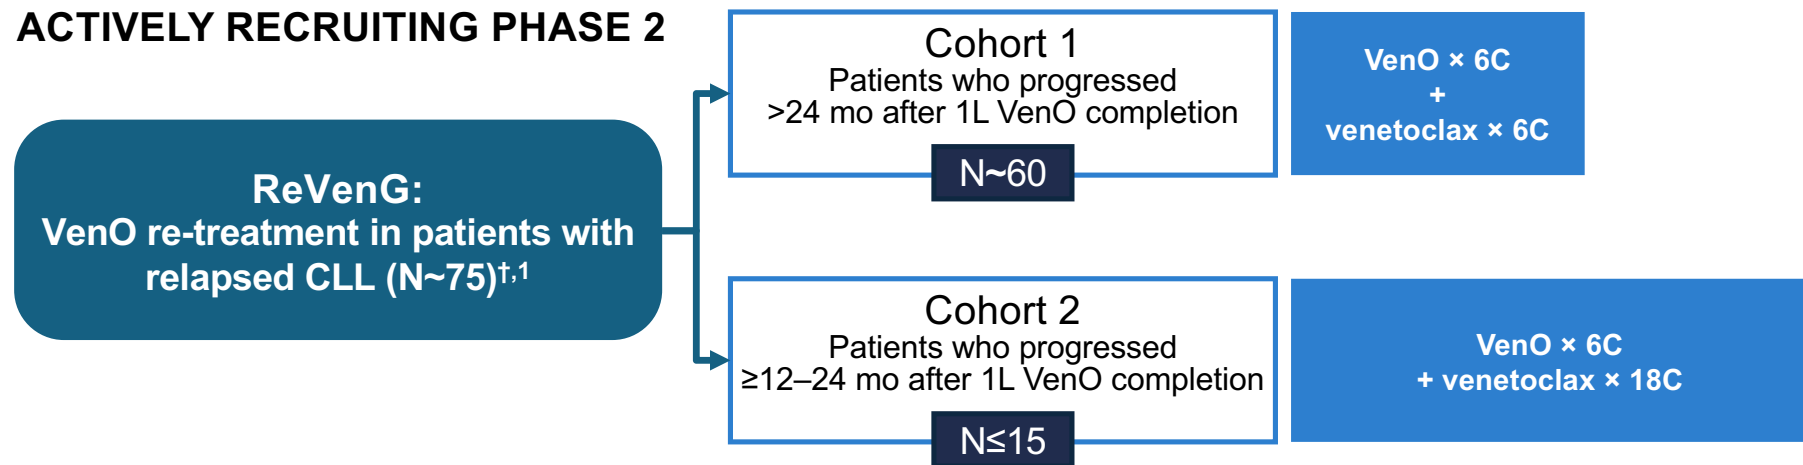 ACTIVELY RECRUITING PHASE 2
ReVenG:
VenO re-treatment in patients with
relapsed CLL (N~75)†,1
Cohort 1
Patients who progressed
>24 mo after 1L VenO completion
N~60
VenO × 6C
+
venetoclax × 6C
Cohort 2
Patients who progressed
≥12–24 mo after 1L VenO completion
N≤15
VenO × 6C
+ venetoclax × 18C